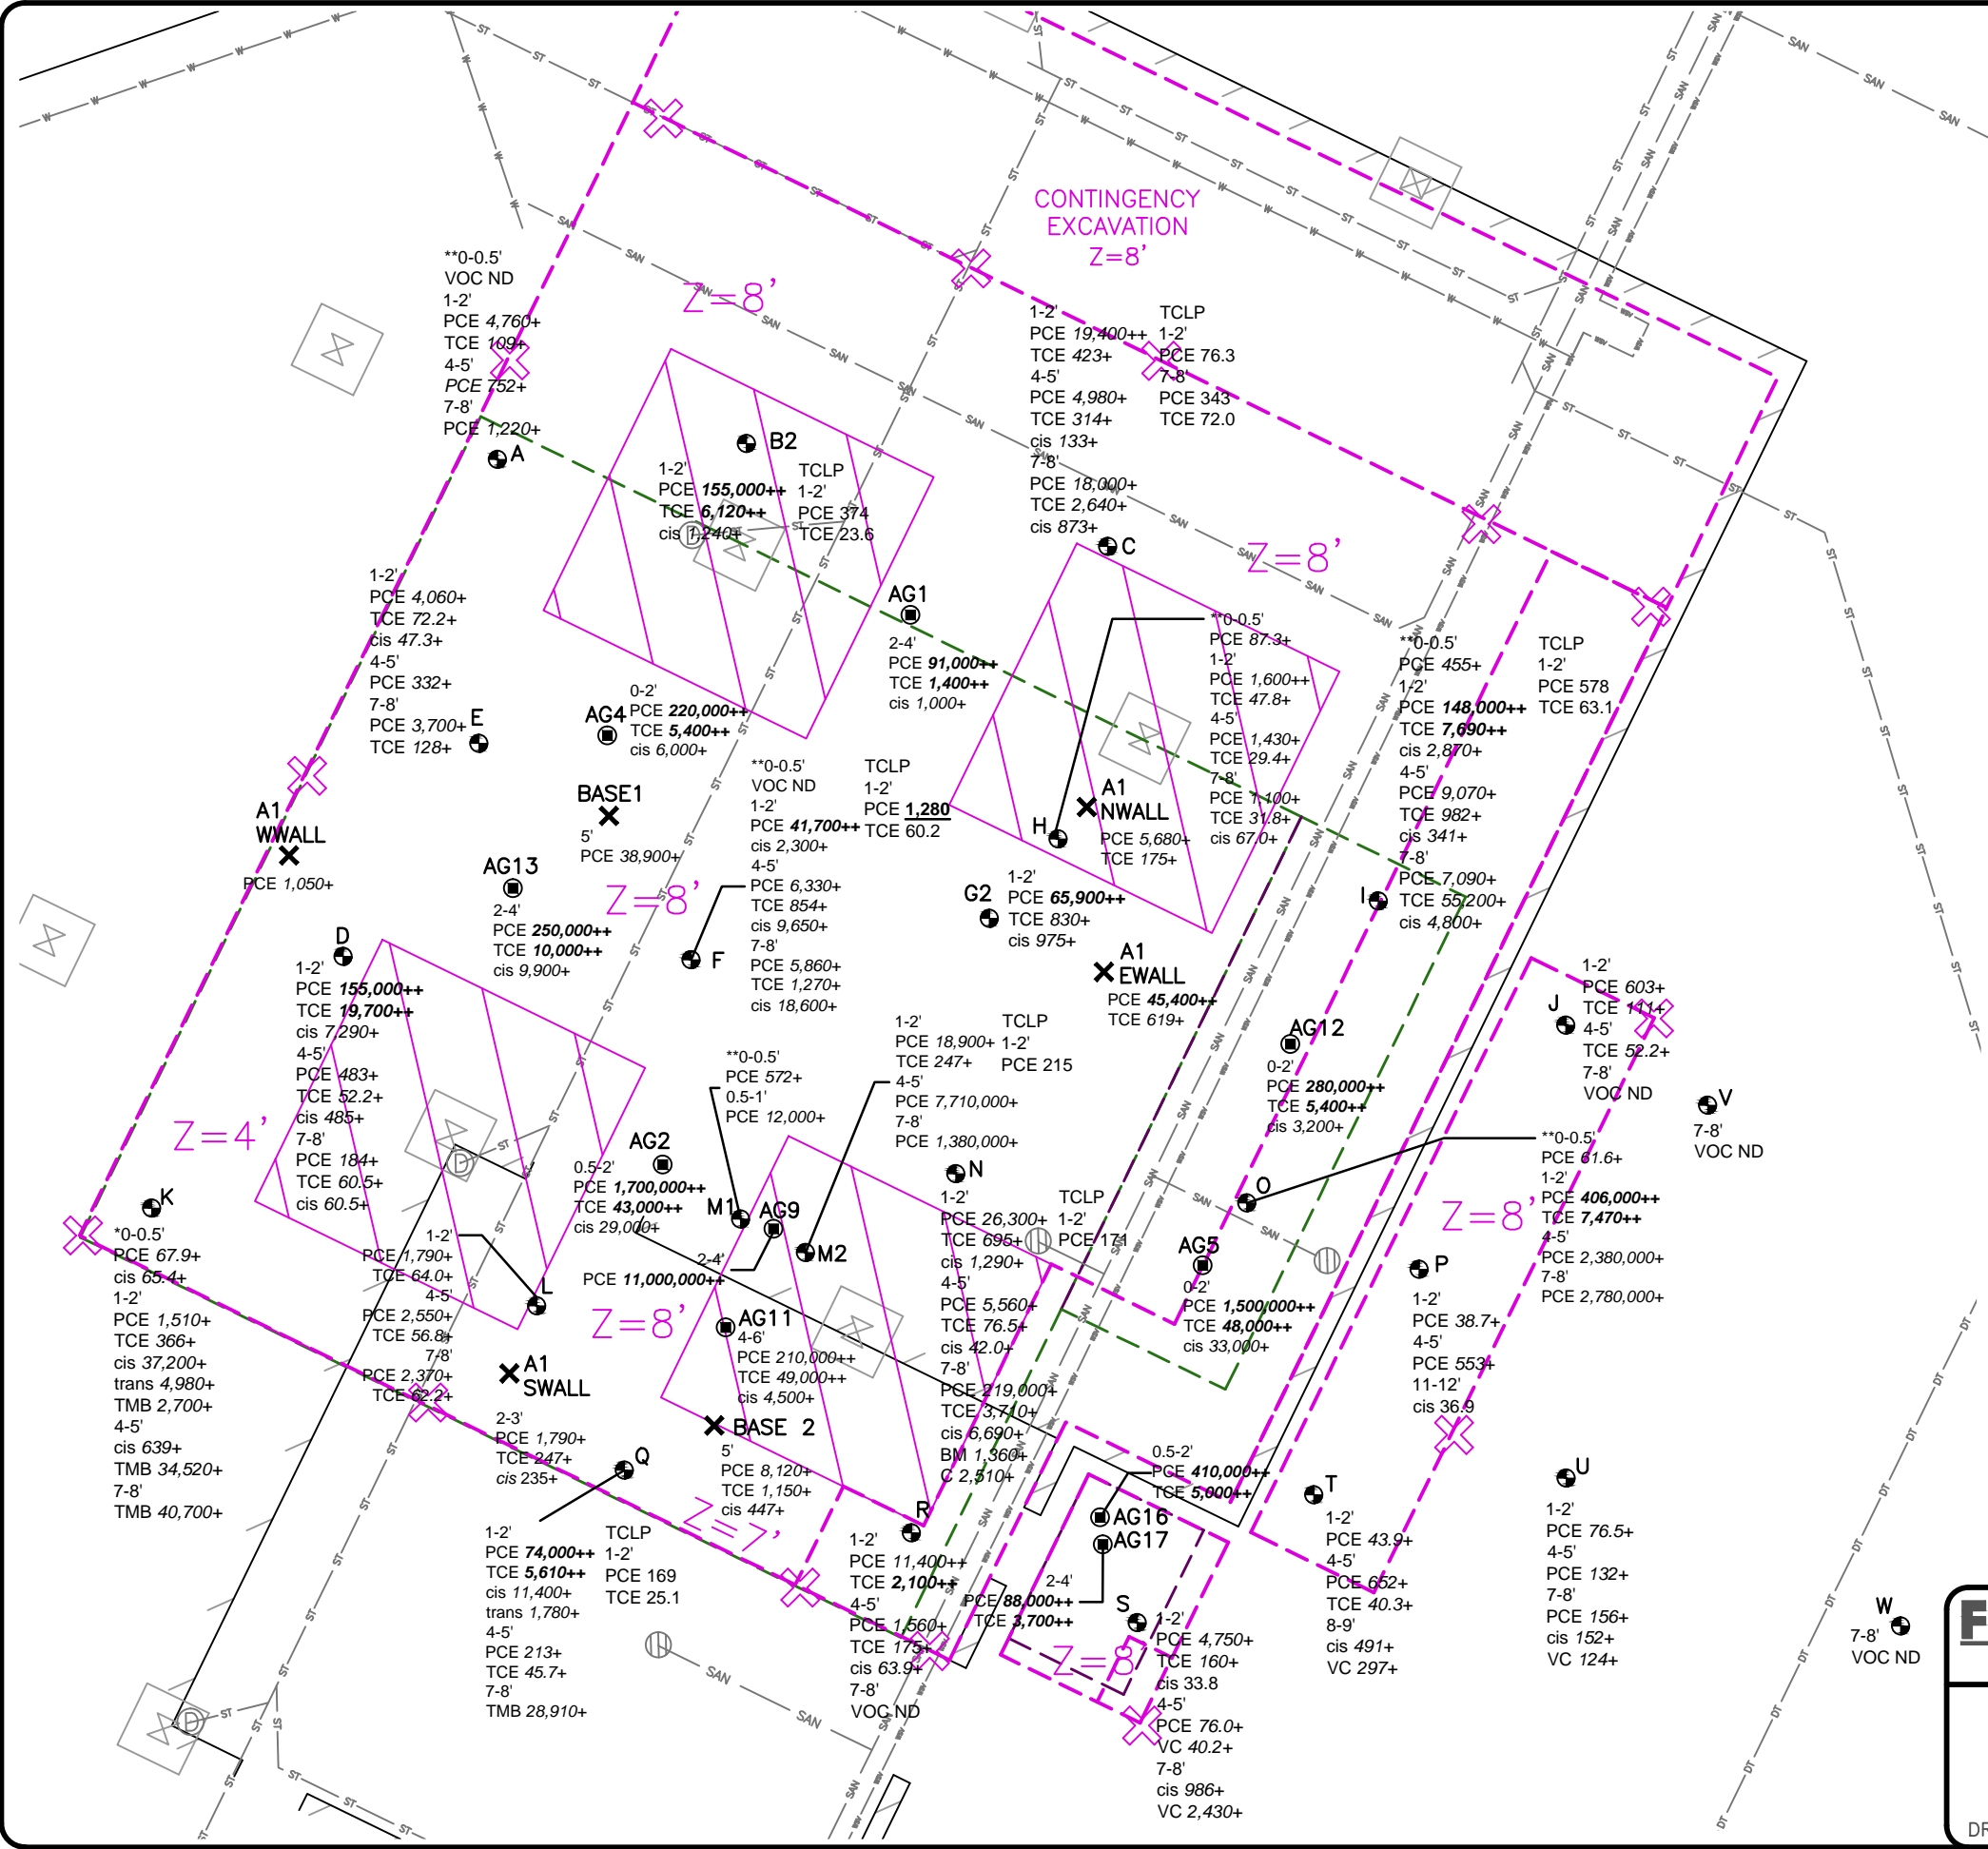 CONTINGENCY
EXCAVATION
Z=8'
Z=8'
**0-0.5'
VOC ND
1-2'
PCE 4,760+
TCE 109+
4-5'
PCE 752+
7-8'
PCE 1,220+
A
B2
1-2'
PCE 155,000++
TCE 6,120++
cis 1,240+
TCLP
1-2'
PCE 374
TCE 23.6
1-2'
PCE 19,400++
TCE 423+
4-5'
PCE 4,980+
TCE 314+
cis 133+
7-8'
PCE 18,000+
TCE 2,640+
cis 873+
TCLP
1-2'
PCE 76.3
7-8'
PCE 343
TCE 72.0
C
Z=8'
1-2'
PCE 4,060+
TCE 72.2+
cis 47.3+
4-5'
PCE 332+
7-8'
PCE 3,700+
TCE 128+
E
AG1
2-4'
PCE 91,000++
TCE 1,400++
cis 1,000+
AG4
0-2'
PCE 220,000++
TCE 5,400++
cis 6,000+
**0-0.5'
PCE 87.3+
1-2'
PCE 1,600++
TCE 47.8+
4-5'
PCE 1,430+
TCE 29.4+
7-8'
PCE 1,100+
TCE 31.8+
cis 67.0+
H
**0-0.5'
PCE 455+
1-2'
PCE 148,000++
TCE 7,690++
cis 2,870+
4-5'
PCE 9,070+
TCE 982+
cis 341+
7-8'
PCE 7,090+
TCE 55,200+
cis 4,800+
TCLP
1-2'
PCE 578
TCE 63.1
I
BASE1
5'
PCE 38,900+
A1
WWALL
PCE 1,050+
**0-0.5'
VOC ND
1-2'
PCE 41,700++
cis 2,300+
4-5'
PCE 6,330+
TCE 854+
cis 9,650+
7-8'
PCE 5,860+
TCE 1,270+
cis 18,600+
TCLP
1-2'
PCE 1,280
TCE 60.2
F
A1
NWALL
PCE 5,680+
TCE 175+
AG13
2-4'
PCE 250,000++
TCE 10,000++
cis 9,900+
Z=8'
G2
1-2'
PCE 65,900++
TCE 830+
cis 975+
A1
EWALL
PCE 45,400++
TCE 619+
D
1-2'
PCE 155,000++
TCE 19,700++
cis 7,290+
4-5'
PCE 483+
TCE 52.2+
cis 485+
7-8'
PCE 184+
TCE 60.5+
cis 60.5+
Z=4'
J
1-2'
PCE 603+
TCE 111+
4-5'
TCE 52.2+
7-8'
VOC ND
AG12
0-2'
PCE 280,000++
TCE 5,400++
cis 3,200+
1-2'
PCE 18,900+
TCE 247+
4-5'
PCE 7,710,000+
7-8'
PCE 1,380,000+
TCLP
1-2'
PCE 215
M2
**0-0.5'
PCE 572+
0.5-1'
PCE 12,000+
M1
V
7-8'
VOC ND
AG2
0.5-2'
PCE 1,700,000++
TCE 43,000++
cis 29,000+
AG9
2-4'
PCE 11,000,000++
N
1-2'
PCE 26,300+
TCE 695+
cis 1,290+
4-5'
PCE 5,560+
TCE 76.5+
cis 42.0+
7-8'
PCE 219,000+
TCE 3,710+
cis 6,690+
BM 1,360+
C 2,510+
TCLP
1-2'
PCE 171
O
**0-0.5'
PCE 61.6+
1-2'
PCE 406,000++
TCE 7,470++
4-5'
PCE 2,380,000+
7-8'
PCE 2,780,000+
Z=8'
K
*0-0.5'
PCE 67.9+
cis 65.4+
1-2'
PCE 1,510+
TCE 366+
cis 37,200+
trans 4,980+
TMB 2,700+
4-5'
cis 639+
TMB 34,520+
7-8'
TMB 40,700+
1-2'
PCE 1,790+
TCE 64.0+
4-5'
PCE 2,550+
TCE 56.8+
7-8'
PCE 2,370+
TCE 62.2+
L
AG5
0-2'
PCE 1,500,000++
TCE 48,000++
cis 33,000+
P
1-2'
PCE 38.7+
4-5'
PCE 553+
11-12'
cis 36.9
Z=8'
AG11
4-6'
PCE 210,000++
TCE 49,000++
cis 4,500+
A1
SWALL
2-3'
PCE 1,790+
TCE 247+
cis 235+
BASE 2
5'
PCE 8,120+
TCE 1,150+
cis 447+
Q
1-2'
PCE 74,000++
TCE 5,610++
cis 11,400+
trans 1,780+
4-5'
PCE 213+
TCE 45.7+
7-8'
TMB 28,910+
TCLP
1-2'
PCE 169
TCE 25.1
Z=7'
R
1-2'
PCE 11,400++
TCE 2,100++
4-5'
PCE 1,560+
TCE 175+
cis 63.9+
7-8'
VOC ND
0.5-2'
PCE 410,000++
TCE 5,000++
AG16
AG17
2-4'
PCE 88,000++
TCE 3,700++
S
1-2'
PCE 4,750+
TCE 160+
cis 33.8
4-5'
PCE 76.0+
VC 40.2+
7-8'
cis 986+
VC 2,430+
Z=8'
T
1-2'
PCE 43.9+
4-5'
PCE 652+
TCE 40.3+
8-9'
cis 491+
VC 297+
U
1-2'
PCE 76.5+
4-5'
PCE 132+
7-8'
PCE 156+
cis 152+
VC 124+
W
7-8'
VOC ND
F
DR